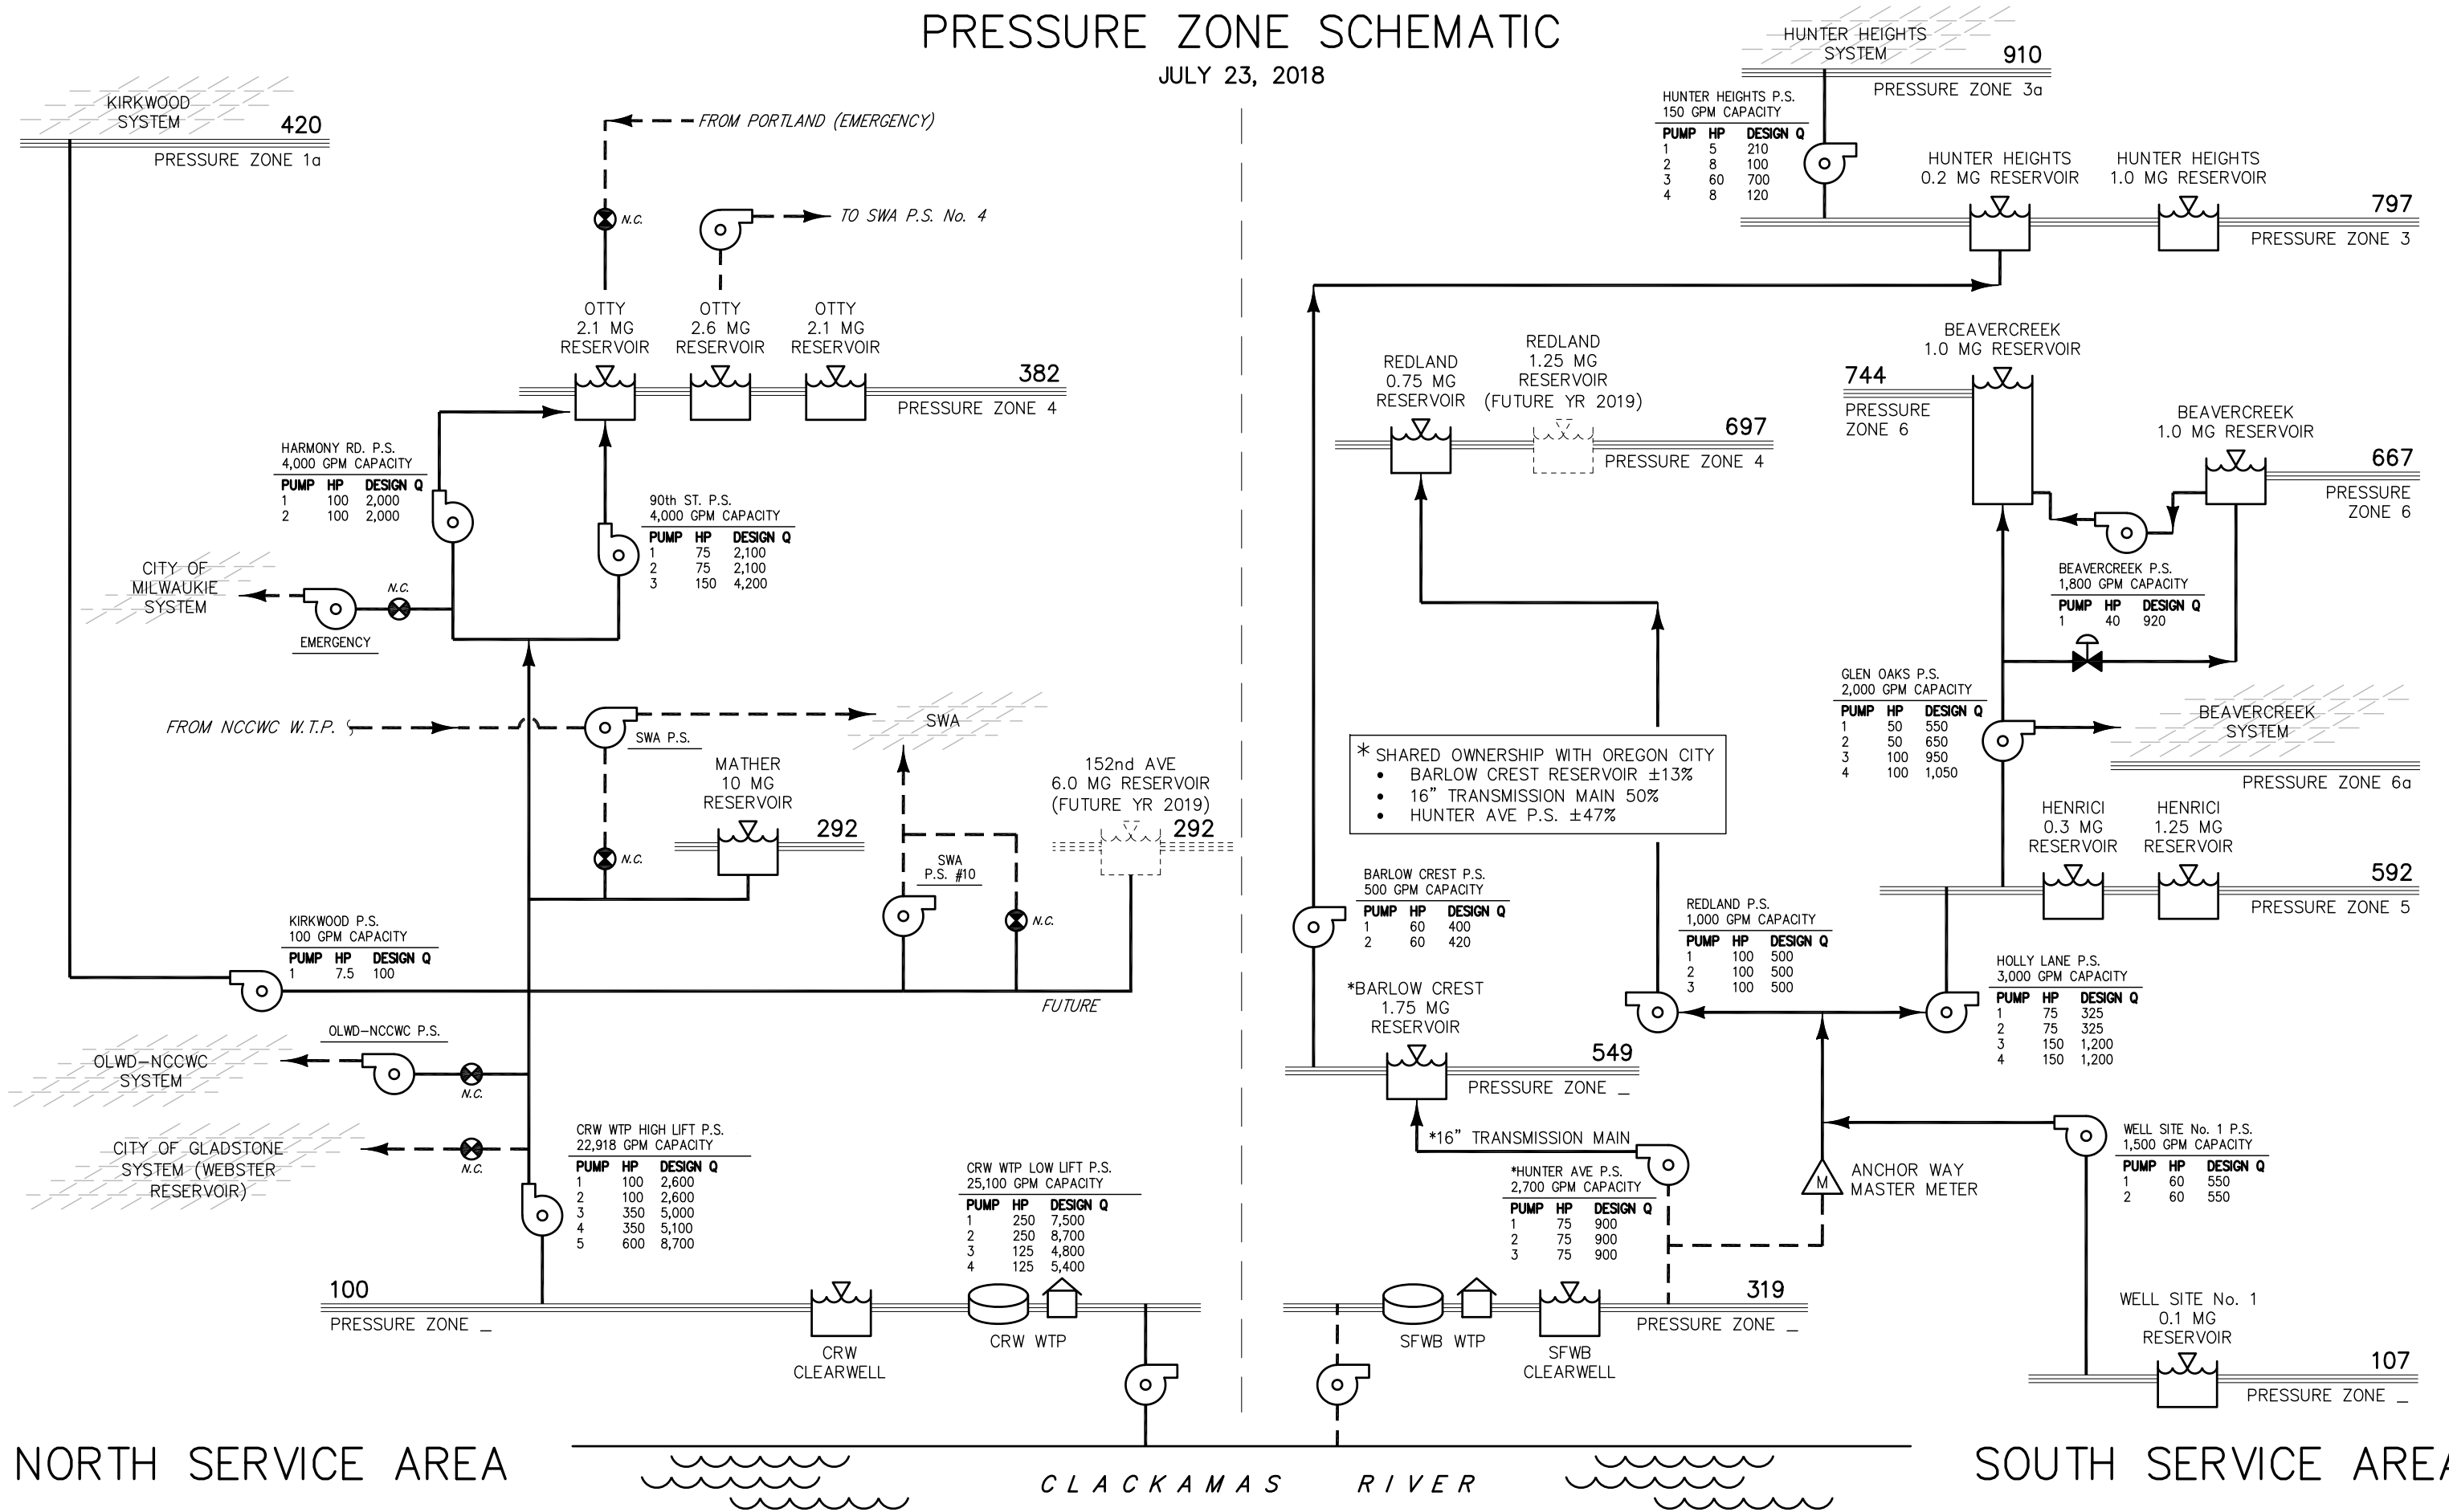 PRESSURE ZONE SCHEMATIC
JULY 23, 2018
KIRKWOOD
SYSTEM
420
PRESSURE ZONE 1a
FROM PORTLAND (EMERGENCY)
N.C.
TO SWA P.S. No. 4
OTTY
2.1 MG
RESERVOIR
OTTY
2.6 MG
RESERVOIR
OTTY
2.1 MG
RESERVOIR
382
PRESSURE ZONE 4
HARMONY RD. P.S.
4,000 GPM CAPACITY
PUMP HP DESIGN Q
1 100 2,000
2 100 2,000
90th ST. P.S.
4,000 GPM CAPACITY
PUMP HP DESIGN Q
1 75 2,100
2 75 2,100
3 150 4,200
CITY OF
MILWAUKIE
SYSTEM
N.C.
EMERGENCY
FROM NCCWC W.T.P.
SWA P.S.
SWA
MATHER
10 MG
RESERVOIR
292
N.C.
152nd AVE
6.0 MG RESERVOIR
(FUTURE YR 2019)
292
SWA
P.S. #10
N.C.
KIRKWOOD P.S.
100 GPM CAPACITY
PUMP HP DESIGN Q
1 7.5 100
FUTURE
OLWD-NCCWC P.S.
OLWD-NCCWC
SYSTEM
N.C.
CITY OF GLADSTONE
SYSTEM (WEBSTER
RESERVOIR)
N.C.
CRW WTP HIGH LIFT P.S.
22,918 GPM CAPACITY
PUMP HP DESIGN Q
1 100 2,600
2 100 2,600
3 350 5,000
4 350 5,100
5 600 8,700
CRW WTP LOW LIFT P.S.
25,100 GPM CAPACITY
PUMP HP DESIGN Q
1 250 7,500
2 250 8,700
3 125 4,800
4 125 5,400
100
PRESSURE ZONE _
CRW
CLEARWELL
CRW WTP
HUNTER HEIGHTS
SYSTEM
910
PRESSURE ZONE 3a
HUNTER HEIGHTS P.S.
150 GPM CAPACITY
PUMP HP DESIGN Q
1 5 210
2 8 100
3 60 700
4 8 120
HUNTER HEIGHTS
0.2 MG RESERVOIR
HUNTER HEIGHTS
1.0 MG RESERVOIR
797
PRESSURE ZONE 3
REDLAND
0.75 MG
RESERVOIR
REDLAND
1.25 MG
RESERVOIR
(FUTURE YR 2019)
697
PRESSURE ZONE 4
BEAVERCREEK
1.0 MG RESERVOIR
744
PRESSURE
ZONE 6
BEAVERCREEK
1.0 MG RESERVOIR
667
PRESSURE
ZONE 6
BEAVERCREEK P.S.
1,800 GPM CAPACITY
PUMP HP DESIGN Q
1 40 920
GLEN OAKS P.S.
2,000 GPM CAPACITY
PUMP HP DESIGN Q
1 50 550
2 50 650
3 100 950
4 100 1,050
BEAVERCREEK
SYSTEM
PRESSURE ZONE 6a
* SHARED OWNERSHIP WITH OREGON CITY
• BARLOW CREST RESERVOIR ±13%
• 16" TRANSMISSION MAIN 50%
• HUNTER AVE P.S. ±47%
HENRICI
0.3 MG
RESERVOIR
HENRICI
1.25 MG
RESERVOIR
592
PRESSURE ZONE 5
BARLOW CREST P.S.
500 GPM CAPACITY
PUMP HP DESIGN Q
1 60 400
2 60 420
REDLAND P.S.
1,000 GPM CAPACITY
PUMP HP DESIGN Q
1 100 500
2 100 500
3 100 500
HOLLY LANE P.S.
3,000 GPM CAPACITY
PUMP HP DESIGN Q
1 75 325
2 75 325
3 150 1,200
4 150 1,200
*BARLOW CREST
1.75 MG
RESERVOIR
549
PRESSURE ZONE _
*16" TRANSMISSION MAIN
*HUNTER AVE P.S.
2,700 GPM CAPACITY
PUMP HP DESIGN Q
1 75 900
2 75 900
3 75 900
M
ANCHOR WAY
MASTER METER
WELL SITE No. 1 P.S.
1,500 GPM CAPACITY
PUMP HP DESIGN Q
1 60 550
2 60 550
SFWB WTP
SFWB
CLEARWELL
319
PRESSURE ZONE _
WELL SITE No. 1
0.1 MG
RESERVOIR
107
PRESSURE ZONE _
NORTH SERVICE AREA
CLACKAMAS RIVER
SOUTH SERVICE AREA